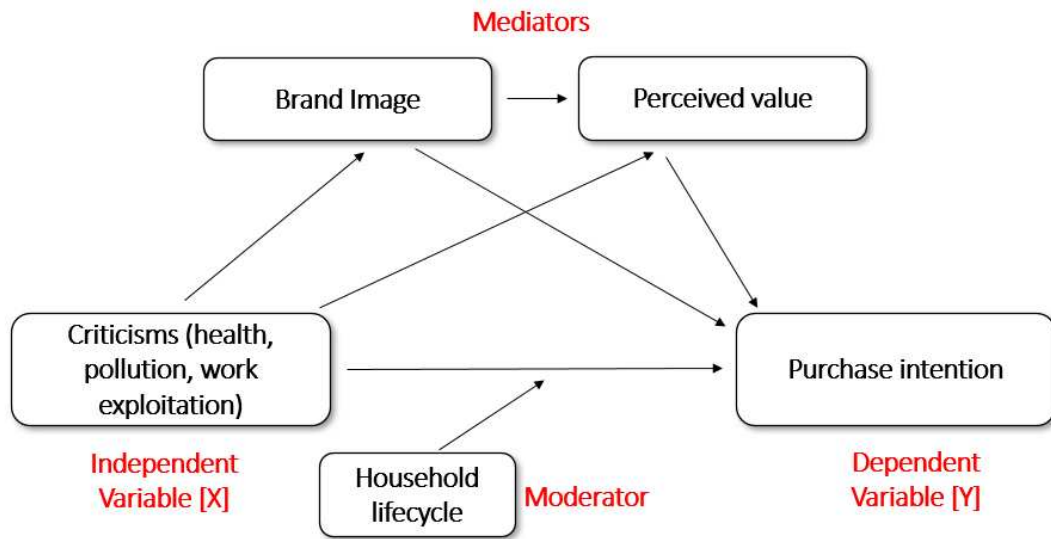 Mediators
Brand Image
Perceived value
Criticisms (health,
pollution, work
exploitation)
Purchase intention
Independent
Variable [X]
Household
lifecycle
Moderator
Dependent
Variable [Y]